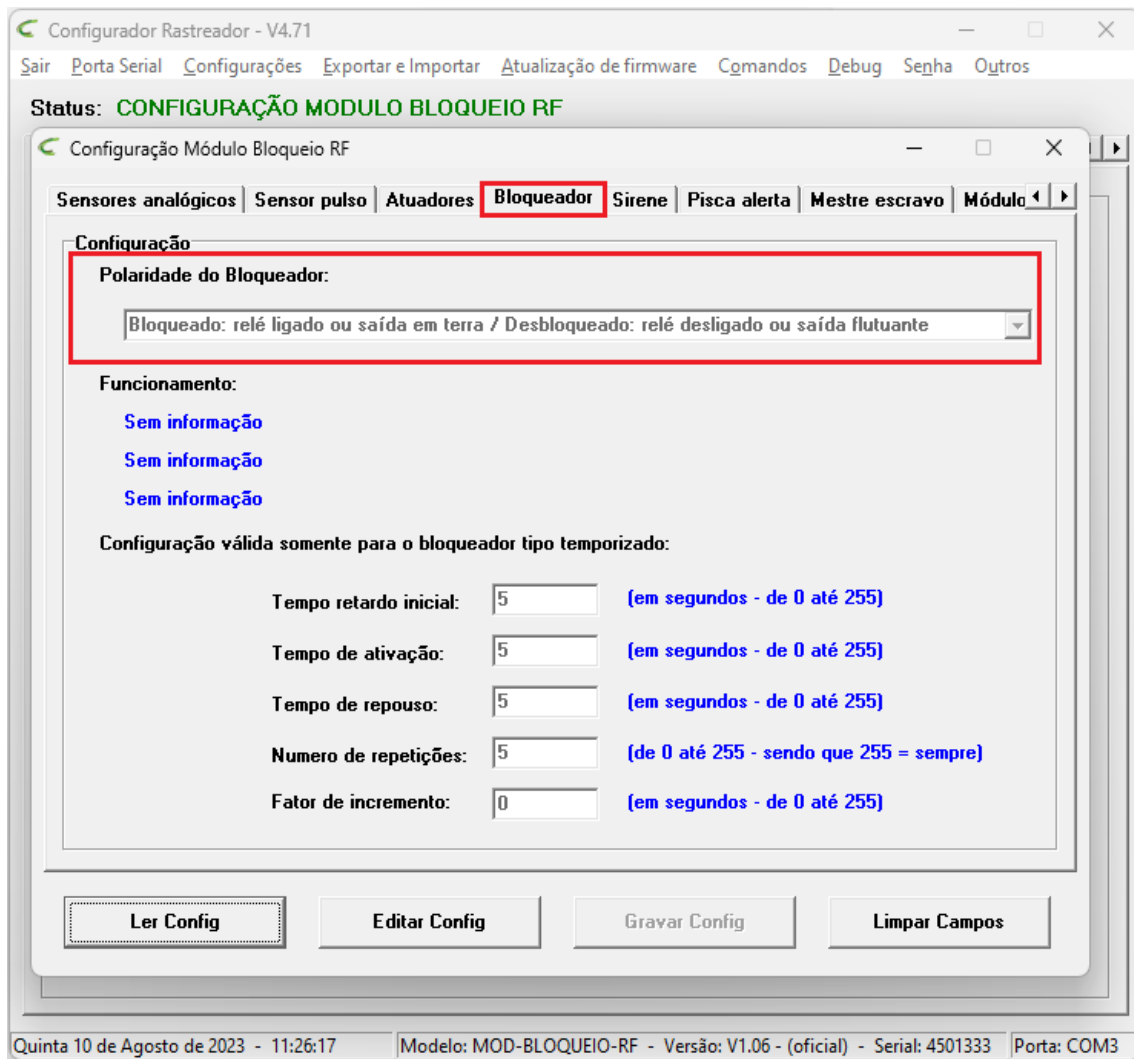 Configurador Rastreador - V4.71
Sair Porta Serial Configurações Exportar e Importar Atualização de firmware Comandos Debug Senha Outros
Status: CONFIGURAÇÃO MODULO BLOQUEIO RF
Configuração Módulo Bloqueio RF
Sensores analógicos Sensor pulso Atuadores Bloqueador Sirene Pisca alerta Mestre escravo Módulo
Configuração
Polaridade do Bloqueador:
Bloqueado: relé ligado ou saída em terra / Desbloqueado: relé desligado ou saída flutuante
Funcionamento:
Sem informação
Sem informação
Sem informação
Configuração válida somente para o bloqueador tipo temporizado:
Tempo retardo inicial: 5 (em segundos - de 0 até 255)
Tempo de ativação: 5 (em segundos - de 0 até 255)
Tempo de repouso: 5 (em segundos - de 0 até 255)
Numero de repetições: 5 (de 0 até 255 - sendo que 255 = sempre)
Fator de incremento: 0 (em segundos - de 0 até 255)
Ler Config Editar Config Gravar Config Limpar Campos
Quinta 10 de Agosto de 2023 - 11:26:17 Modelo: MOD-BLOQUEIO-RF - Versão: V1.06 - (oficial) - Serial: 4501333 Porta: COM3